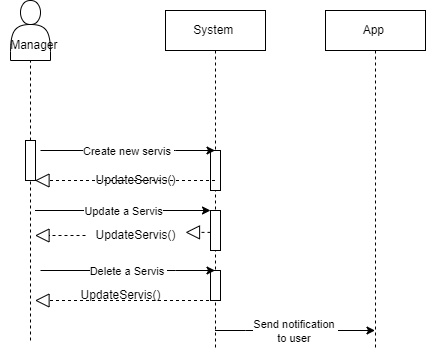 Manager
System
App
Create new servis
UpdateServis()
Update a Servis
UpdateServis()
Delete a Servis
UpdateServis()
Send notification
to user